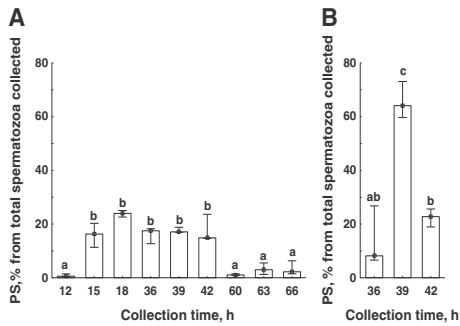 A
PS, % from total spermatozoa collected
80
60
40
20
0
a
b
b
b
b
b
a
a
a
12 15 18 36 39 42 60 63 66
Collection time, h
B
PS, % from total spermatozoa collected
80
60
40
20
0
ab
c
b
36 39 42
Collection time, h